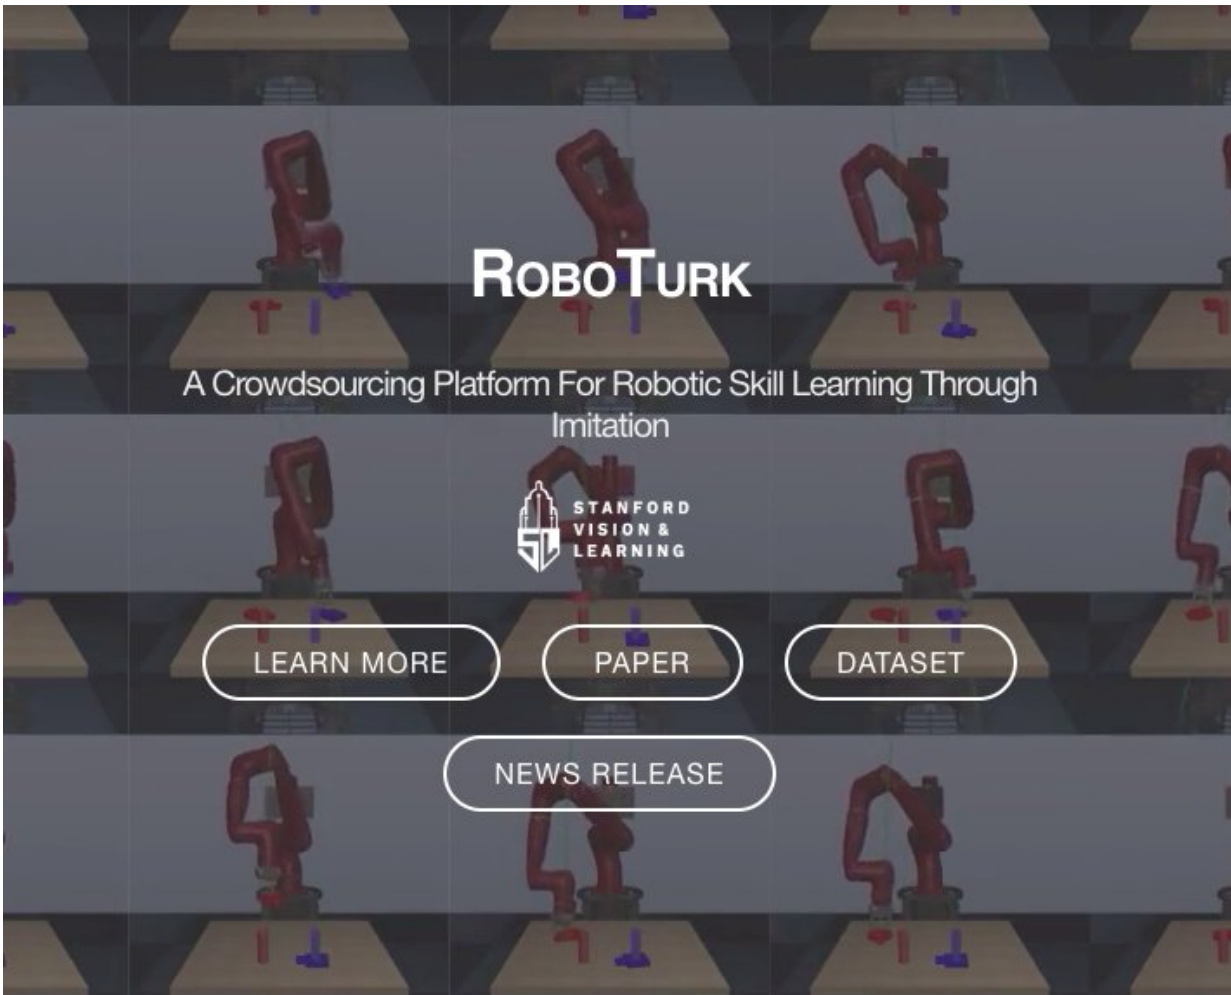 ROBOTURK
A Crowdsourcing Platform For Robotic Skill Learning Through
Imitation
STANFORD
VISION &
LEARNING
LEARN MORE
PAPER
DATASET
NEWS RELEASE